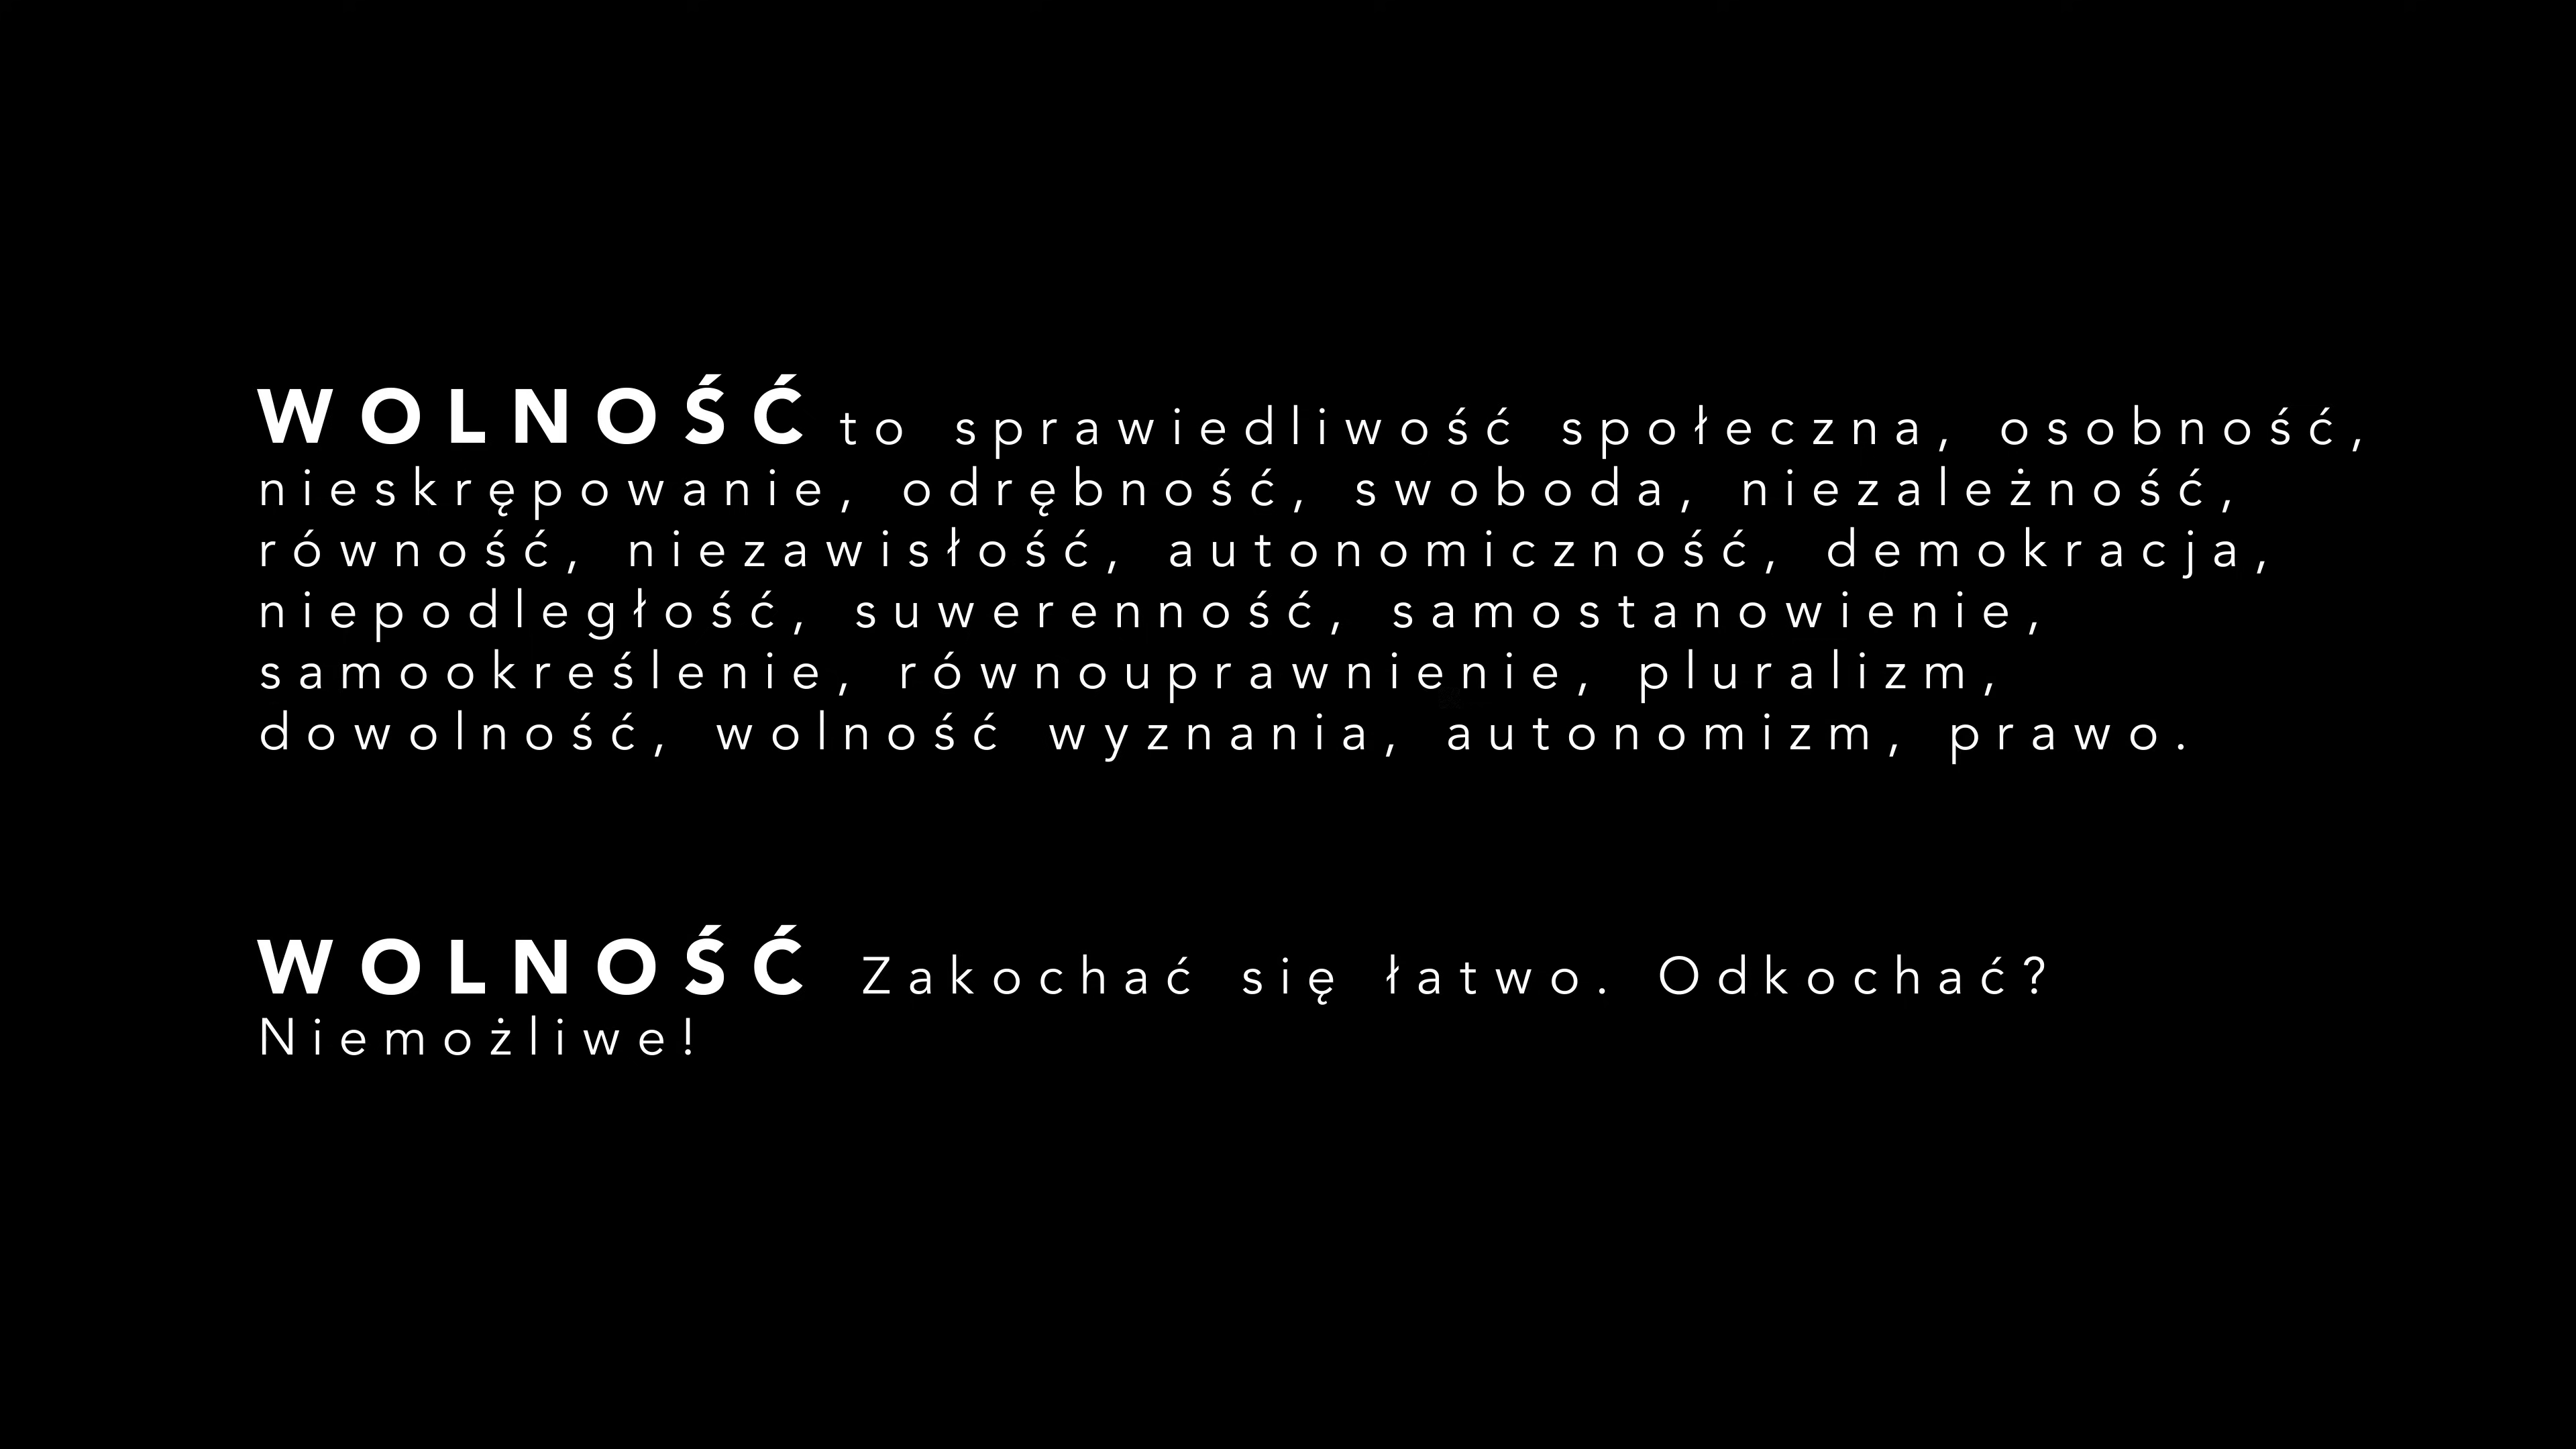 WOLNOŚĆ to sprawiedliwość społeczna, osobność,
nieskrępowanie, odrębność, swoboda, niezależność,
równość, niezawisłość, autonomiczność, demokracja,
niepodległość, suwerenność, samostanowienie,
samookreślenie, równouprawnienie, pluralizm,
dowolność, wolność wyznania, autonomizm, prawo.
WOLNOŚĆ Zakochać się łatwo. Odkochać?
Niemożliwe!